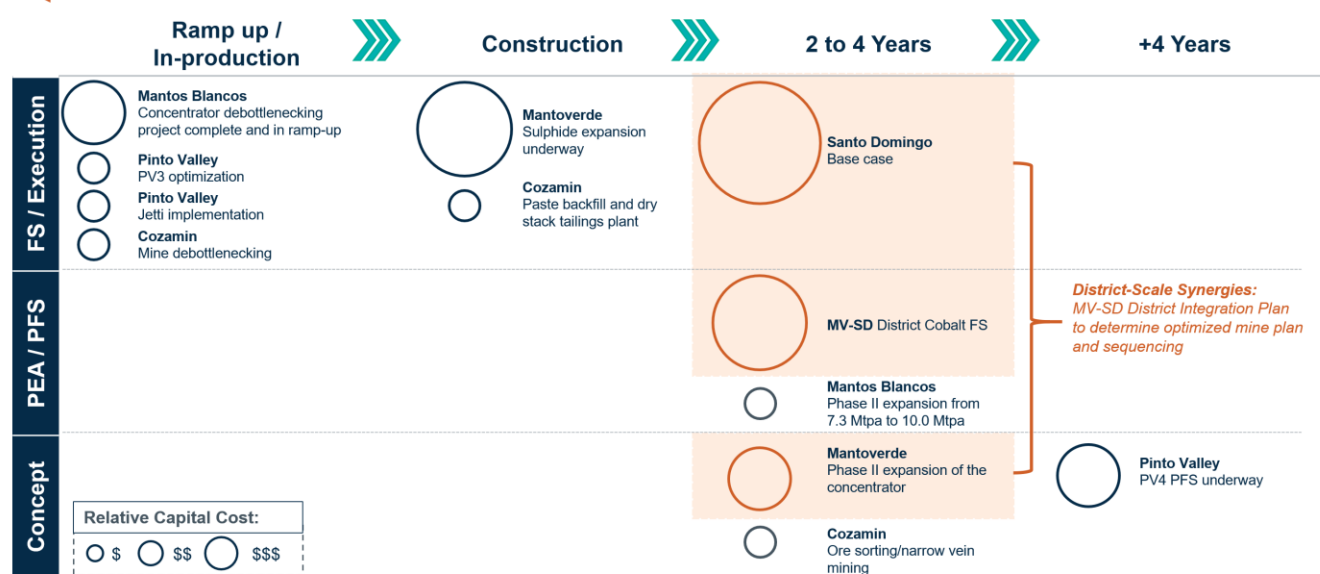 Ramp up /
In-production
Construction
2 to 4 Years
+4 Years
FS / Execution
Mantos Blancos
Concentrator debottlenecking
project complete and in ramp-up
Pinto Valley
PV3 optimization
Pinto Valley
Jetti implementation
Cozamin
Mine debottlenecking
Mantoverde
Sulphide expansion
underway
Cozamin
Paste backfill and dry
stack tailings plant
Santo Domingo
Base case
PEA / PFS
MV-SD District Cobalt FS
Mantos Blancos
Phase II expansion from
7.3 Mtpa to 10.0 Mtpa
District-Scale Synergies:
MV-SD District Integration Plan
to determine optimized mine plan
and sequencing
Concept
Mantoverde
Phase II expansion of the
concentrator
Cozamin
Ore sorting/narrow vein
mining
Pinto Valley
PV4 PFS underway
Relative Capital Cost:
$ $$ $$$